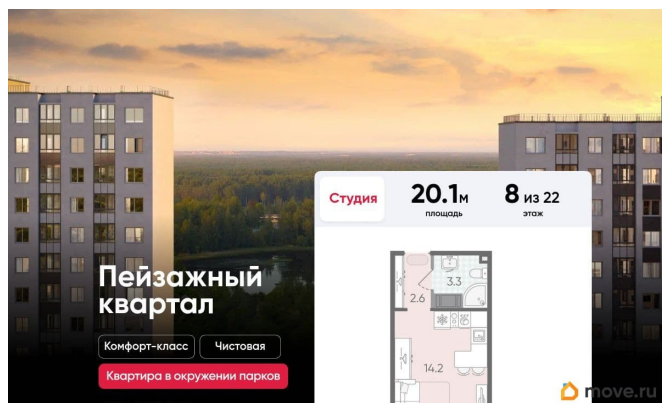 Студия
20.1м
площадь
8 из 22
этаж
Пейзажный
квартал
Комфорт-класс
Чистовая
Квартира в окружении парков
3.3
2.6
14.2
move.ru